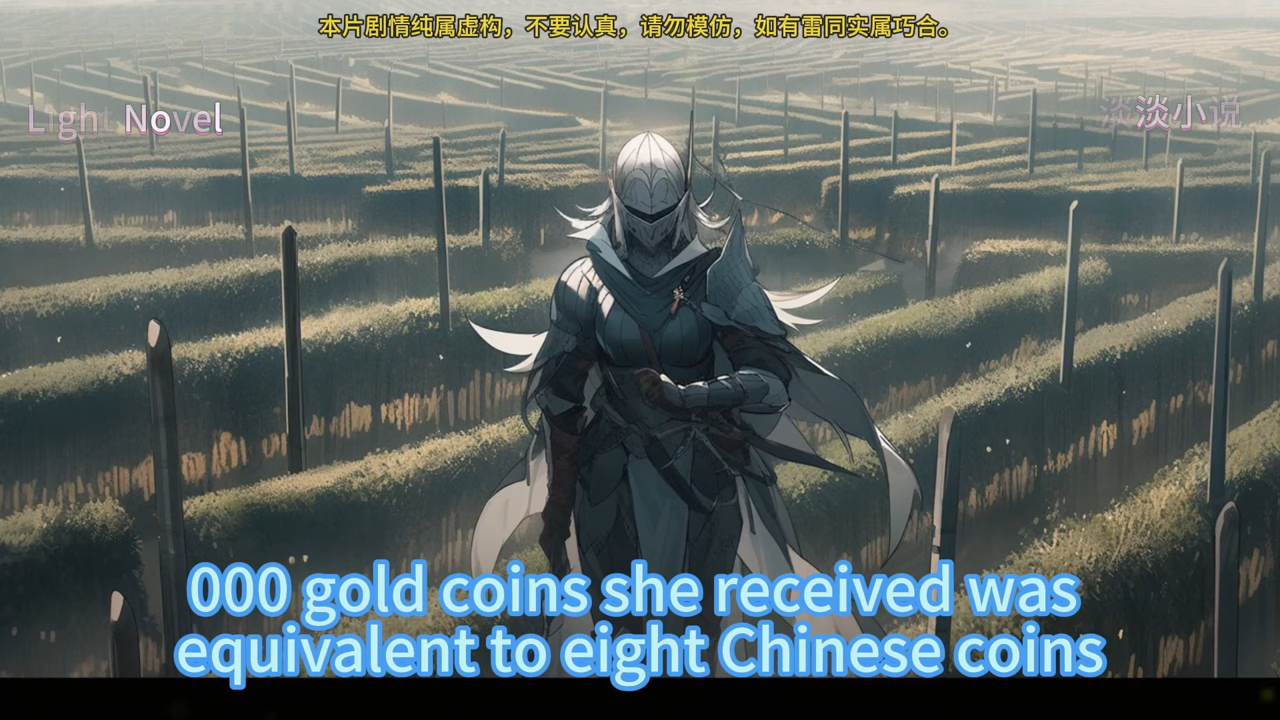 本片剧情纯属虚构，不要认真，请勿模仿，如有雷同实属巧合。
Light Novel
淡淡小说
000 gold coins she received was
equivalent to eight Chinese coins